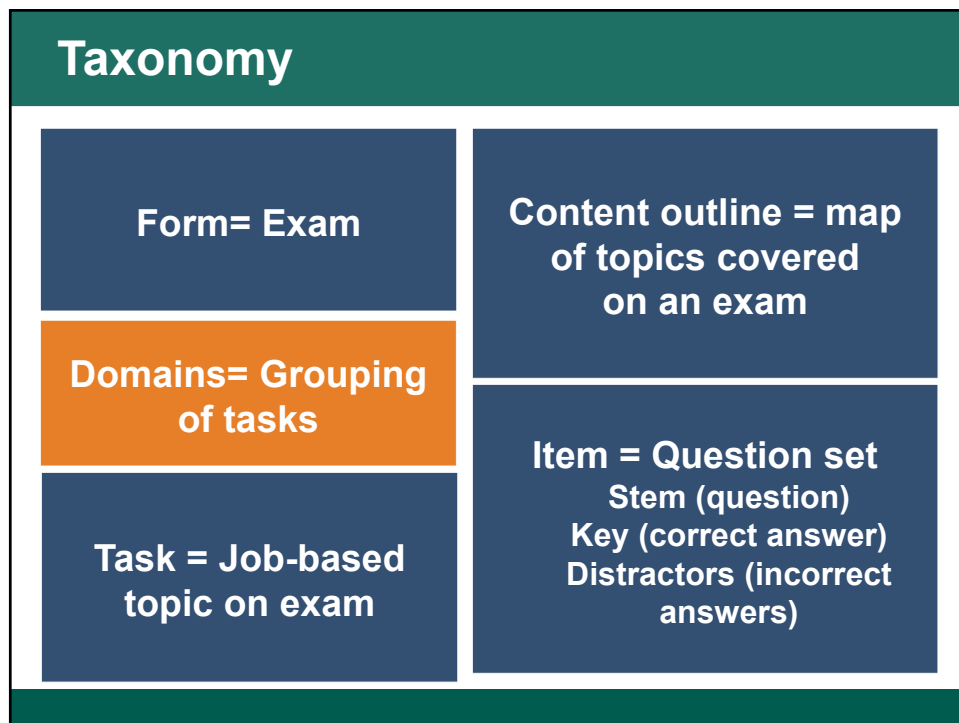 Taxonomy
Form= Exam
Domains= Grouping
of tasks
Task = Job-based
topic on exam
Content outline = map
of topics covered
on an exam
Item = Question set
Stem (question)
Key (correct answer)
Distractors (incorrect
answers)